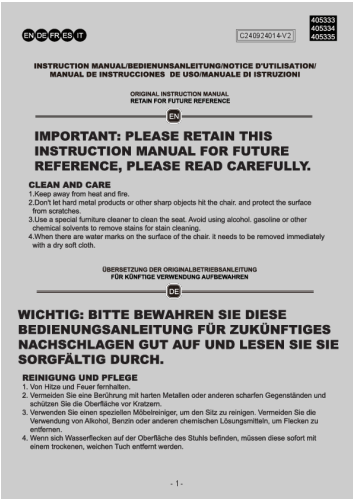 EN DE FR ES IT
C240924014-V2
405333
405334
405335
INSTRUCTION MANUAL/BEDIENUNSANLEITUNG/NOTICE D'UTILISATION/
MANUAL DE INSTRUCCIONES DE USO/MANUALE DI ISTRUZIONI
ORIGINAL INSTRUCTION MANUAL
RETAIN FOR FUTURE REFERENCE
EN
IMPORTANT: PLEASE RETAIN THIS
INSTRUCTION MANUAL FOR FUTURE
REFERENCE, PLEASE READ CAREFULLY.
CLEAN AND CARE
1.Keep away from heat and fire.
2.Don't let hard metal products or other sharp objects hit the chair. and protect the surface
from scratches.
3.Use a special furniture cleaner to clean the seat. Avoid using alcohol. gasoline or other
chemical solvents to remove stains for stain cleaning.
4.When there are water marks on the surface of the chair. it needs to be removed immediately
with a dry soft cloth.
ÜBERSETZUNG DER ORIGINALBETRIEBSANLEITUNG
FÜR KÜNFTIGE VERWENDUNG AUFBEWAHREN
DE
WICHTIG: BITTE BEWAHREN SIE DIESE
BEDIENUNGSANLEITUNG FÜR ZUKÜNFTIGES
NACHSCHLAGEN GUT AUF UND LESEN SIE SIE
SORGFÄLTIG DURCH.
REINIGUNG UND PFLEGE
1. Von Hitze und Feuer fernhalten.
2. Vermeiden Sie eine Berührung mit harten Metallen oder anderen scharfen Gegenständen und
schützen Sie die Oberfläche vor Kratzern.
3. Verwenden Sie einen speziellen Möbelreiniger, um den Sitz zu reinigen. Vermeiden Sie die
Verwendung von Alkohol, Benzin oder anderen chemischen Lösungsmitteln, um Flecken zu
entfernen.
4. Wenn sich Wasserflecken auf der Oberfläche des Stuhls befinden, müssen diese sofort mit
einem trockenen, weichen Tuch entfernt werden.
- 1 -